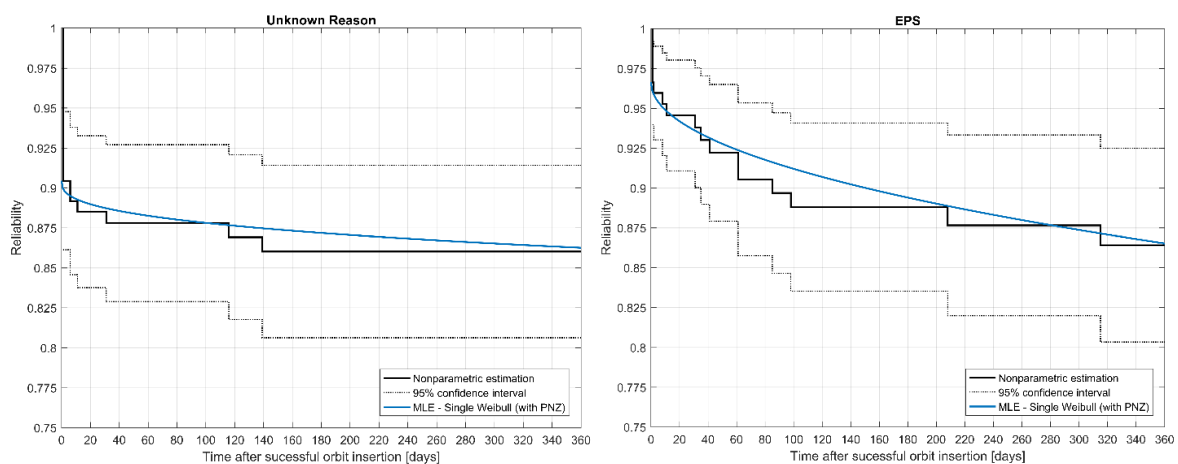 Unknown Reason
1
0.975
0.95
0.925
0.9
0.875
0.85
0.825
0.8
0.775
0.75
Reliability
0 20 40 60 80 100 120 140 160 180 200 220 240 260 280 300 320 340 360
Time after sucessful orbit insertion [days]
Nonparametric estimation
95% confidence interval
MLE - Single Weibull (with PNZ)
EPS
1
0.975
0.95
0.925
0.9
0.875
0.85
0.825
0.8
0.775
0.75
Reliability
0 20 40 60 80 100 120 140 160 180 200 220 240 260 280 300 320 340 360
Time after sucessful orbit insertion [days]
Nonparametric estimation
95% confidence interval
MLE - Single Weibull (with PNZ)